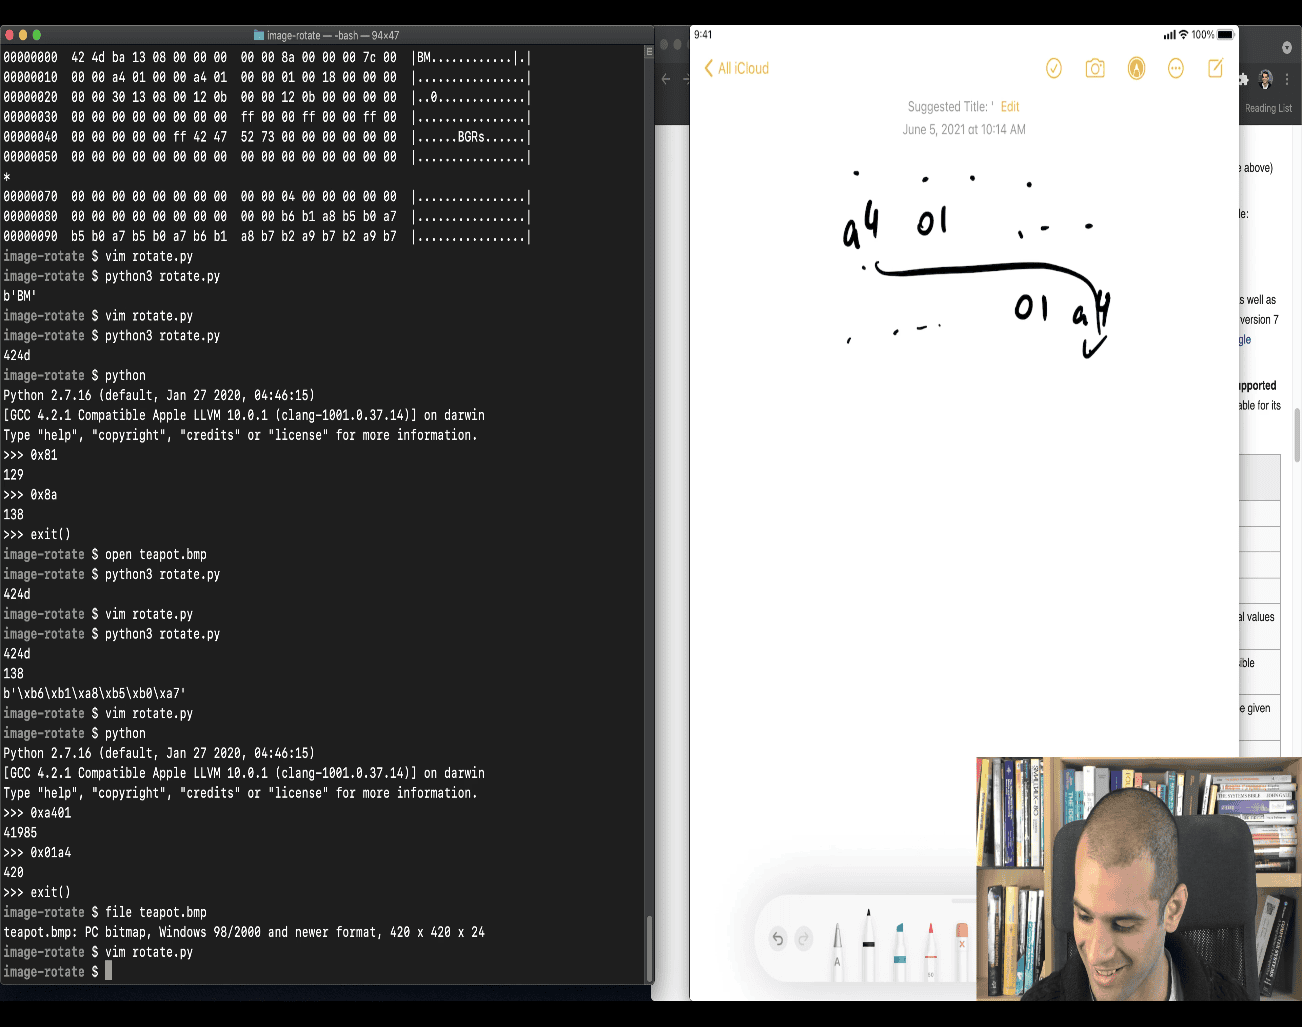 image-rotate — -bash — 94×47
00000000  42 4d ba 13 08 00 00 00  00 00 8a 00 00 00 7c 00  |BM............|.|
00000010  00 00 a4 01 00 00 a4 01  00 00 01 00 18 00 00 00  |................|
00000020  00 00 30 13 08 00 12 0b  00 00 12 0b 00 00 00 00  |..0.............|
00000030  00 00 00 00 00 00 00 00  ff 00 00 ff 00 00 ff 00  |................|
00000040  00 00 00 00 00 ff 42 47  52 73 00 00 00 00 00 00  |......BGRs......|
00000050  00 00 00 00 00 00 00 00  00 00 00 00 00 00 00 00  |................|
*
00000070  00 00 00 00 00 00 00 00  00 00 04 00 00 00 00 00  |................|
00000080  00 00 00 00 00 00 00 00  00 00 b6 b1 a8 b5 b0 a7  |................|
00000090  b5 b0 a7 b5 b0 a7 b6 b1  a8 b7 b2 a9 b7 b2 a9 b7  |................|
image-rotate $ vim rotate.py
image-rotate $ python3 rotate.py
b'BM'
image-rotate $ vim rotate.py
image-rotate $ python3 rotate.py
424d
image-rotate $ python
Python 2.7.16 (default, Jan 27 2020, 04:46:15)
[GCC 4.2.1 Compatible Apple LLVM 10.0.1 (clang-1001.0.37.14)] on darwin
Type "help", "copyright", "credits" or "license" for more information.
>>> 0x81
129
>>> 0x8a
138
>>> exit()
image-rotate $ open teapot.bmp
image-rotate $ python3 rotate.py
424d
image-rotate $ vim rotate.py
image-rotate $ python3 rotate.py
424d
138
b'\xb6\xb1\xa8\xb5\xb0\xa7'
image-rotate $ vim rotate.py
image-rotate $ python
Python 2.7.16 (default, Jan 27 2020, 04:46:15)
[GCC 4.2.1 Compatible Apple LLVM 10.0.1 (clang-1001.0.37.14)] on darwin
Type "help", "copyright", "credits" or "license" for more information.
>>> 0xa401
41985
>>> 0x01a4
420
>>> exit()
image-rotate $ file teapot.bmp
teapot.bmp: PC bitmap, Windows 98/2000 and newer format, 420 x 420 x 24
image-rotate $ vim rotate.py
image-rotate $
9:41
100%
All iCloud
Suggested Title: ' Edit
June 5, 2021 at 10:14 AM
a4 01
01 a4
A
Reading List
e above)
le:
s well as
version 7
gle
pported
able for its
al values
ible
e given